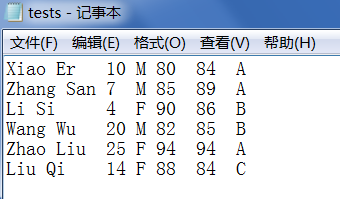 tests - 记事本
文件(F) 编辑(E) 格式(O) 查看(V) 帮助(H)
Xiao Er 10 M 80 84 A
Zhang San 7 M 85 89 A
Li Si 4 F 90 86 B
Wang Wu 20 M 82 85 B
Zhao Liu 25 F 94 94 A
Liu Qi 14 F 88 84 C